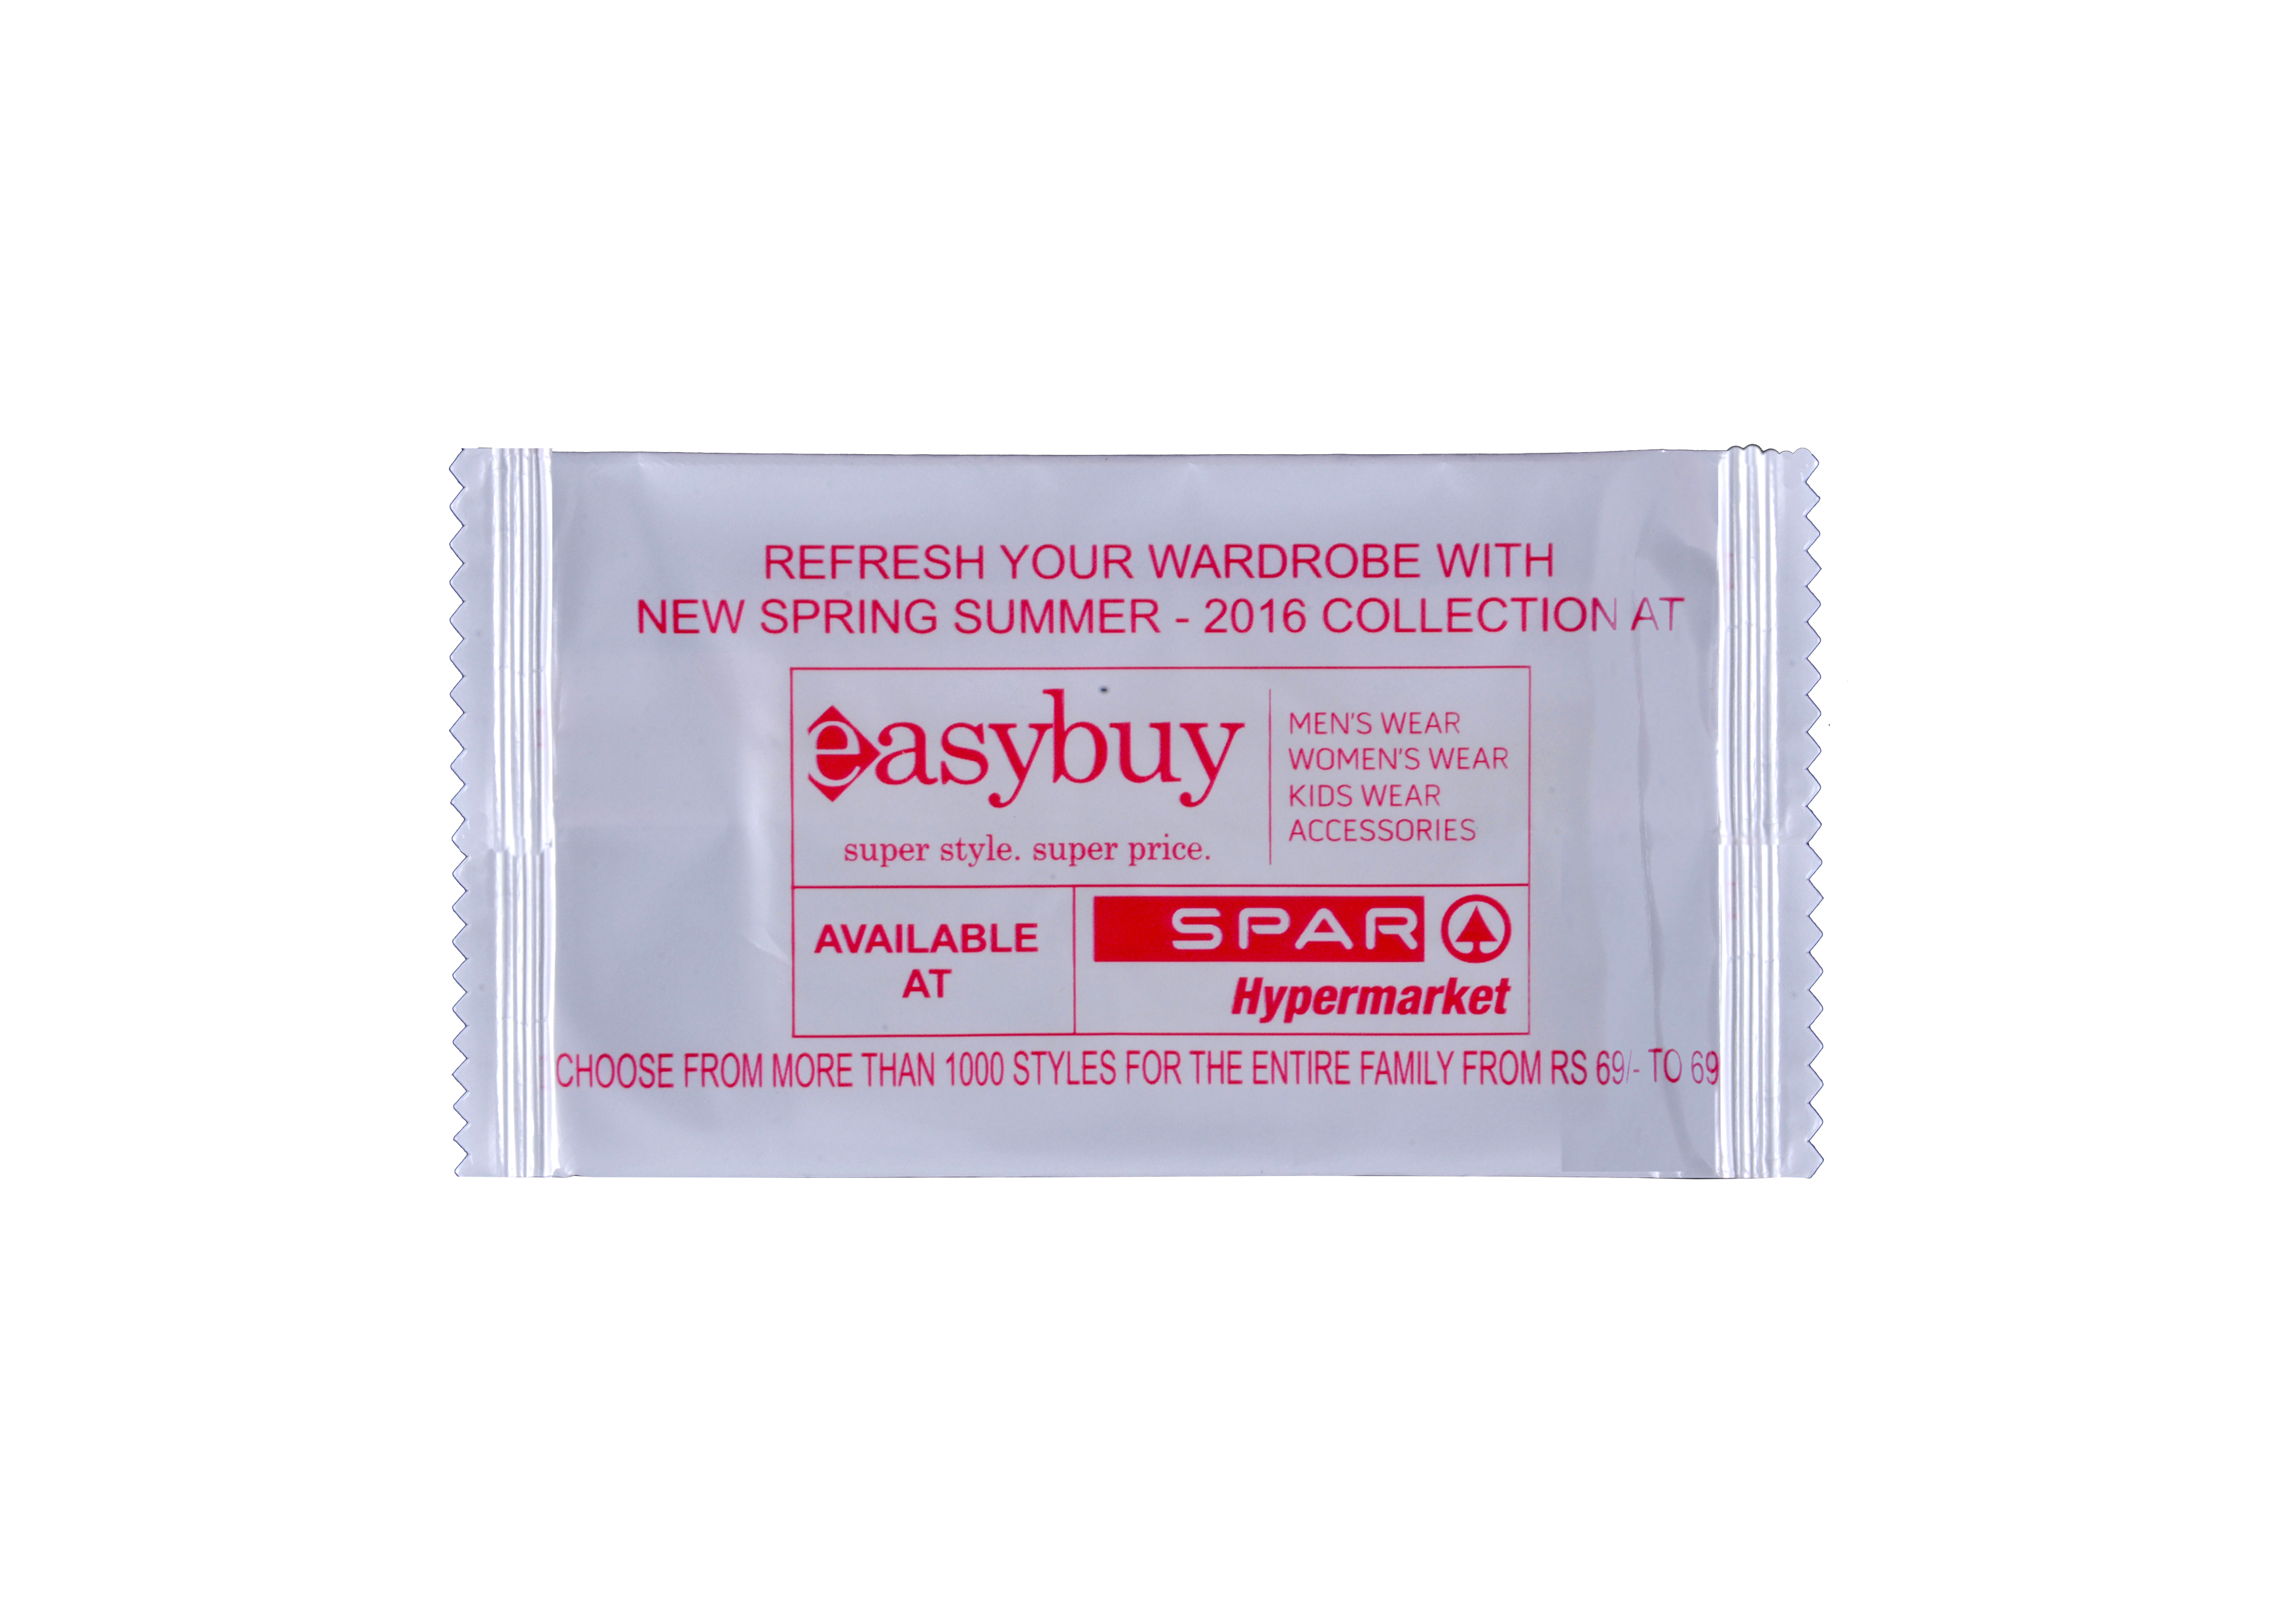 REFRESH YOUR WARDROBE WITH
NEW SPRING SUMMER - 2016 COLLECTION AT
easybuy
super style. super price.
MEN'S WEAR
WOMEN'S WEAR
KIDS WEAR
ACCESSORIES
AVAILABLE
AT
SPAR
Hypermarket
CHOOSE FROM MORE THAN 1000 STYLES FOR THE ENTIRE FAMILY FROM RS 69/- TO 69